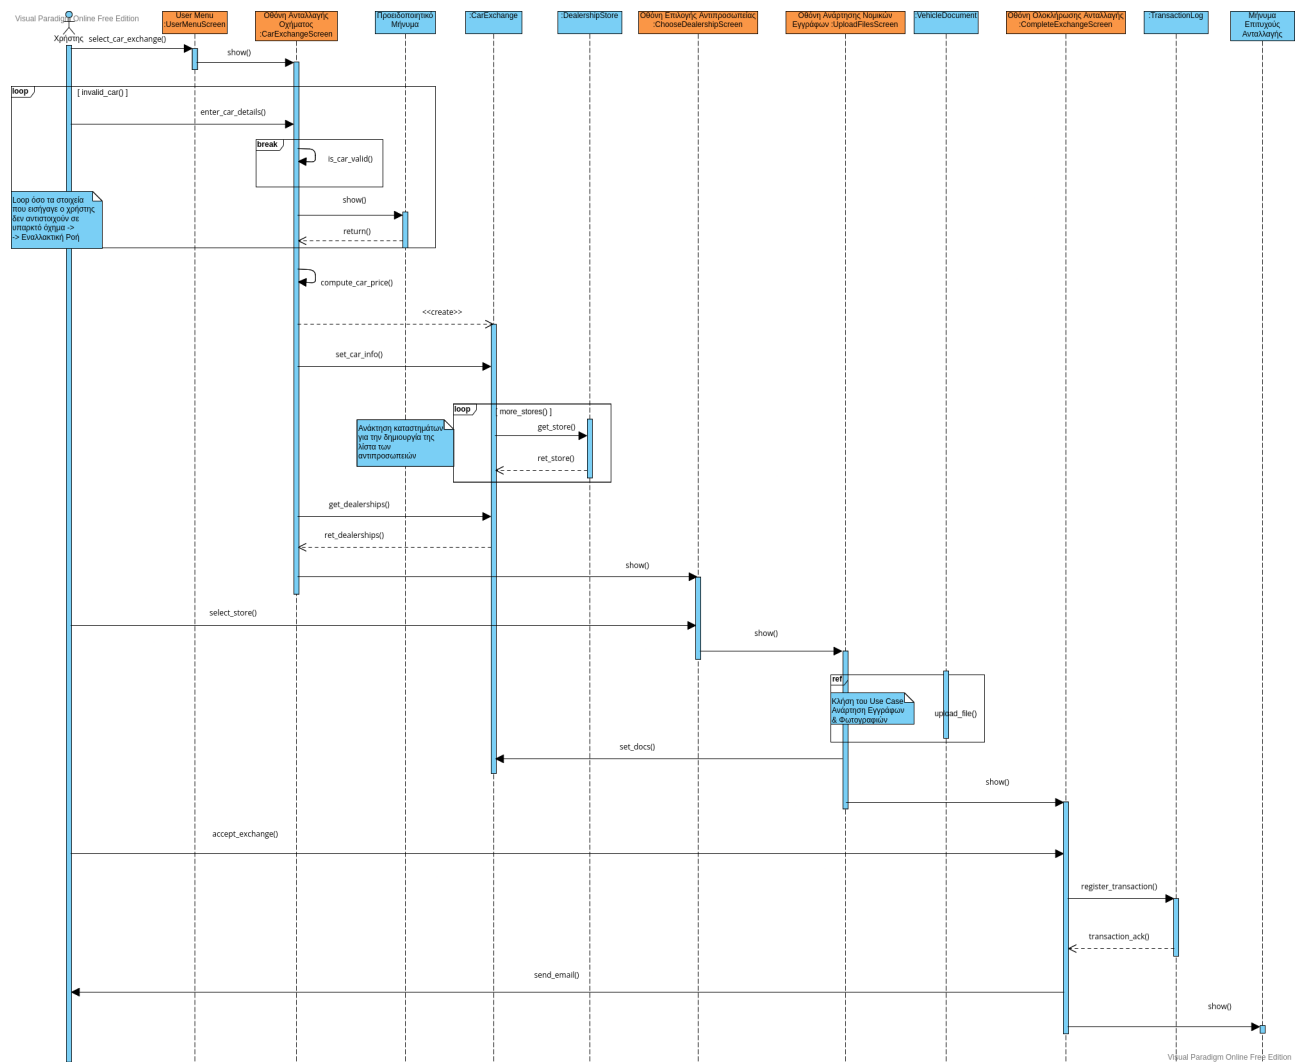 Visual Paradigm Online Free Edition
Χρήστης
User Menu
:UserMenuScreen
Οθόνη Ανταλλαγής
Οχήματος
:CarExchangeScreen
Προειδοποιητικό
Μήνυμα
:CarExchange
:DealershipStore
Οθόνη Επιλογής Αντιπροσωπείας
:ChooseDealershipScreen
Οθόνη Ανάρτησης Νομικών
Εγγράφων :UploadFilesScreen
:VehicleDocument
Οθόνη Ολοκλήρωσης Ανταλλαγής
:CompleteExchangeScreen
:TransactionLog
Μήνυμα
Επιτυχούς
Ανταλλαγής
select_car_exchange()
show()
loop
[ invalid_car() ]
enter_car_details()
break
is_car_valid()
Loop όσο τα στοιχεία
που εισήγαγε ο χρήστης
δεν αντιστοιχούν σε
υπαρκτό όχημα ->
-> Εναλλακτική Ροή
show()
return()
compute_car_price()
<<create>>
set_car_info()
loop
more_stores() ]
Ανάκτηση καταστημάτων
για την δημιουργία της
λίστα των
αντιπροσωπειών
get_store()
ret_store()
get_dealerships()
ret_dealerships()
show()
select_store()
show()
ref
Κλήση του Use Case
Ανάρτηση Εγγράφων
& Φωτογραφιών
upload_file()
set_docs()
show()
accept_exchange()
register_transaction()
transaction_ack()
send_email()
show()
Visual Paradigm Online Free Edition